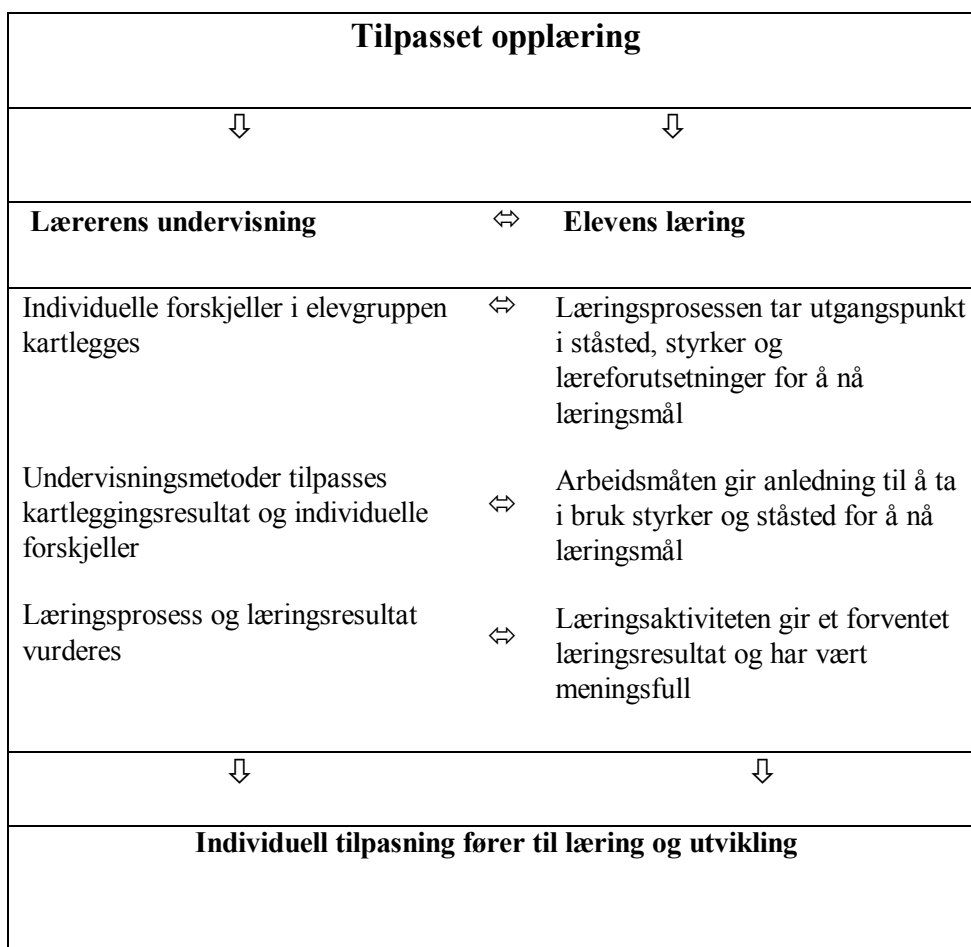 Tilpasset opplæring
⇩ ⇩
Lærerens undervisning ⇔ Elevens læring
Individuelle forskjeller i elevgruppen ⇔ Læringsprosessen tar utgangspunkt
kartlegges i ståsted, styrker og
læreforutsetninger for å nå
læringsmål
Undervisningsmetoder tilpasses Arbeidsmåten gir anledning til å ta
kartleggingsresultat og individuelle ⇔ i bruk styrker og ståsted for å nå
forskjeller læringsmål
Læringsprosess og læringsresultat Læringsaktiviteten gir et forventet
vurderes ⇔ læringsresultat og har vært
meningsfull
⇩ ⇩
Individuell tilpasning fører til læring og utvikling